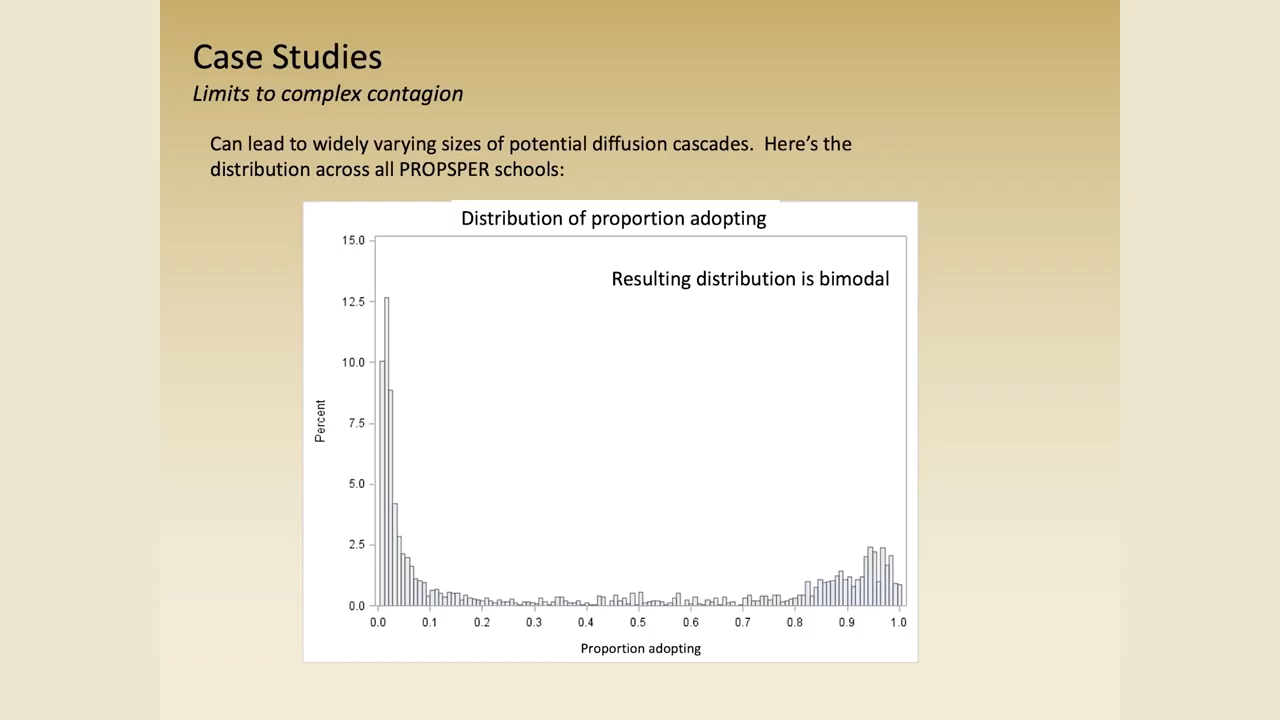 Case Studies
Limits to complex contagion
Can lead to widely varying sizes of potential diffusion cascades.  Here’s the
distribution across all PROPSPER schools:
Distribution of proportion adopting
Resulting distribution is bimodal
15.0
12.5
10.0
7.5
5.0
2.5
0.0
Percent
0.0 0.1 0.2 0.3 0.4 0.5 0.6 0.7 0.8 0.9 1.0
Proportion adopting